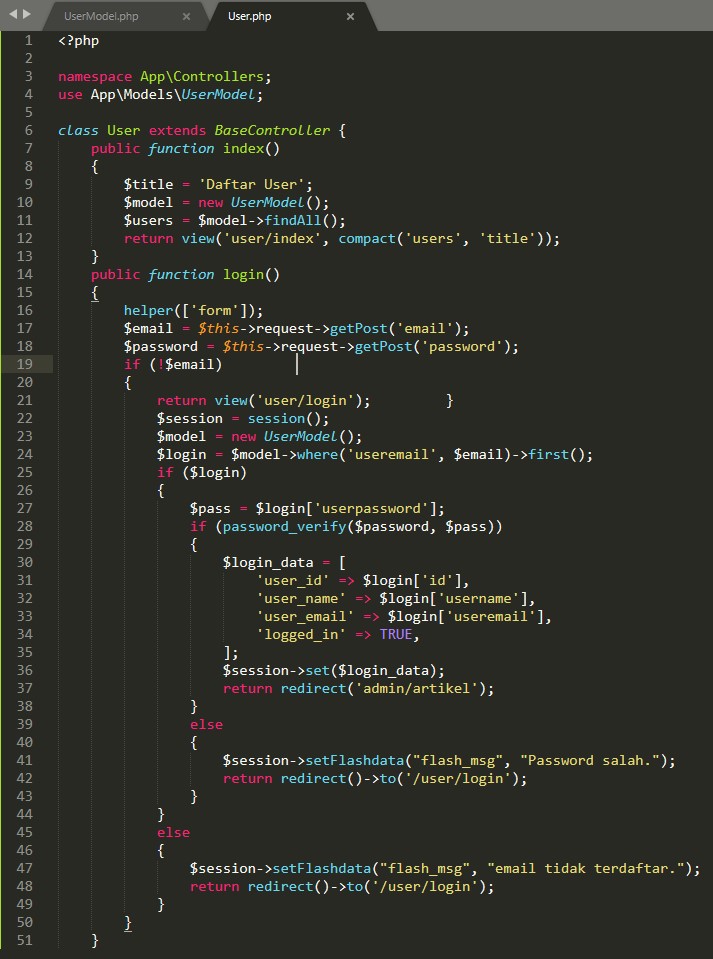 UserModel.php × User.php ×
1 <?php
2
3 namespace App\Controllers;
4 use App\Models\UserModel;
5
6 class User extends BaseController {
7     public function index()
8     {
9         $title = 'Daftar User';
10         $model = new UserModel();
11         $users = $model->findAll();
12         return view('user/index', compact('users', 'title'));
13     }
14     public function login()
15     {
16         helper(['form']);
17         $email = $this->request->getPost('email');
18         $password = $this->request->getPost('password');
19         if (!$email)
20         {
21             return view('user/login');         }
22             $session = session();
23             $model = new UserModel();
24             $login = $model->where('useremail', $email)->first();
25             if ($login)
26             {
27                 $pass = $login['userpassword'];
28                 if (password_verify($password, $pass))
29                 {
30                     $login_data = [
31                         'user_id' => $login['id'],
32                         'user_name' => $login['username'],
33                         'user_email' => $login['useremail'],
34                         'logged_in' => TRUE,
35                     ];
36                     $session->set($login_data);
37                     return redirect('admin/artikel');
38                 }
39                 else
40                 {
41                     $session->setFlashdata("flash_msg", "Password salah.");
42                     return redirect()->to('/user/login');
43                 }
44             }
45             else
46             {
47                 $session->setFlashdata("flash_msg", "email tidak terdaftar.");
48                 return redirect()->to('/user/login');
49             }
50         }
51     }